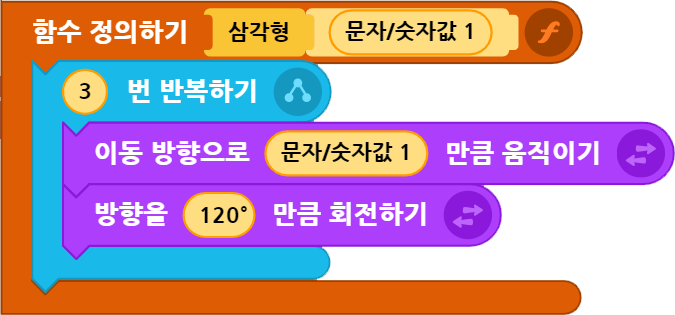 함수 정의하기 삼각형 문자/숫자값 1
3 번 반복하기
이동 방향으로 문자/숫자값 1 만큼 움직이기
방향을 120° 만큼 회전하기